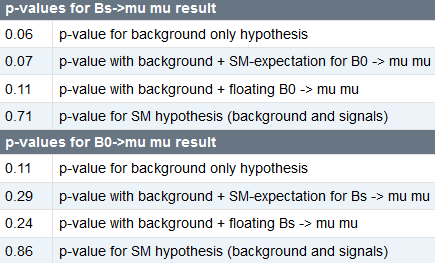 p-values for Bs->mu mu result
0.06 p-value for background only hypothesis
0.07 p-value with background + SM-expectation for B0 -> mu mu
0.11 p-value with background + floating B0 -> mu mu
0.71 p-value for SM hypothesis (background and signals)
p-values for B0->mu mu result
0.11 p-value for background only hypothesis
0.29 p-value with background + SM-expectation for Bs -> mu mu
0.24 p-value with background + floating Bs -> mu mu
0.86 p-value for SM hypothesis (background and signals)